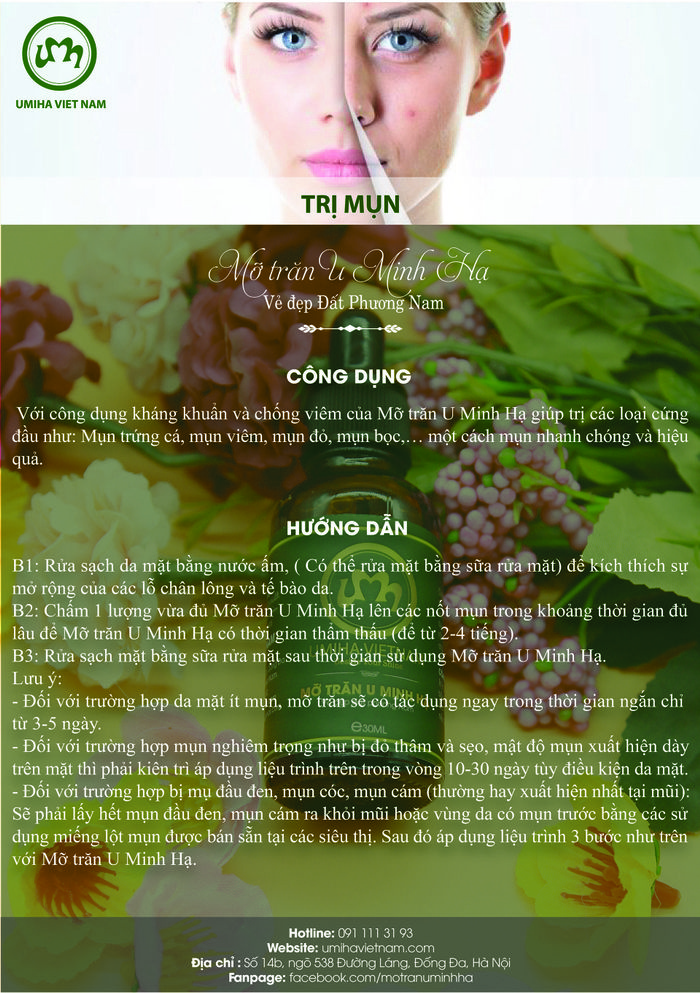 UMIHA VIET NAM
TRỊ MỤN
Mỡ trăn U Minh Hạ
Vẻ đẹp Đất Phương Nam
CÔNG DỤNG
Với công dụng kháng khuẩn và chống viêm của Mỡ trăn U Minh Hạ giúp trị các loại cứng
đầu như: Mụn trứng cá, mụn viêm, mụn đỏ, mụn bọc,… một cách mụn nhanh chóng và hiệu
quả.
HƯỚNG DẪN
B1: Rửa sạch da mặt bằng nước ấm, ( Có thể rửa mặt bằng sữa rửa mặt) để kích thích sự
mở rộng của các lỗ chân lông và tế bào da.
B2: Chấm 1 lượng vừa đủ Mỡ trăn U Minh Hạ lên các nốt mụn trong khoảng thời gian đủ
lâu để Mỡ trăn U Minh Hạ có thời gian thẩm thấu (để từ 2-4 tiếng).
B3: Rửa sạch mặt bằng sữa rửa mặt sau thời gian sử dụng Mỡ trăn U Minh Hạ.
Lưu ý:
- Đối với trường hợp da mặt ít mụn, mỡ trăn sẽ có tác dụng ngay trong thời gian ngắn chỉ
từ 3-5 ngày.
- Đối với trường hợp mụn nghiêm trọng như bị do thâm và sẹo, mật độ mụn xuất hiện dày
trên mặt thì phải kiên trì áp dụng liệu trình trên trong vòng 10-30 ngày tùy điều kiện da mặt.
- Đối với trường hợp bị mụ đầu đen, mụn cóc, mụn cám (thường hay xuất hiện nhất tại mũi):
Sẽ phải lấy hết mụn đầu đen, mụn cám ra khỏi mũi hoặc vùng da có mụn trước bằng các sử
dụng miếng lột mụn được bán sẵn tại các siêu thị. Sau đó áp dụng liệu trình 3 bước như trên
với Mỡ trăn U Minh Hạ.
UMIHA VIETNAM
MỠ TRĂN U MINH H
℮30ML
Hotline: 091 111 31 93
Website: umihavietnam.com
Địa chỉ : Số 14b, ngõ 538 Đường Láng, Đống Đa, Hà Nội
Fanpage: facebook.com/motranuminhha